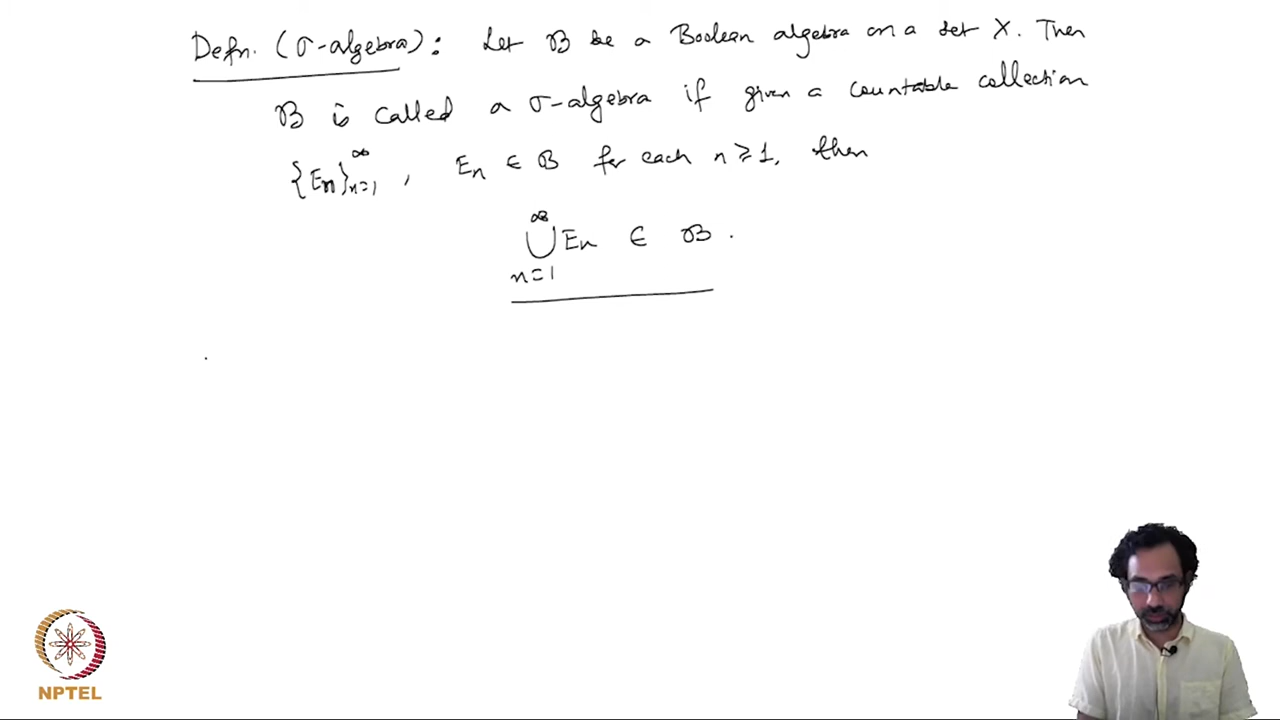 Defn. (σ-algebra): Let 𝓑 be a Boolean algebra on a set X. Then
𝓑 is called a σ-algebra if given a countable collection
{Eₙ}ₙ₌₁^∞ , Eₙ ∈ 𝓑 for each n ⩾ 1, then
⋃ₙ₌₁^∞ Eₙ ∈ 𝓑 .
NPTEL